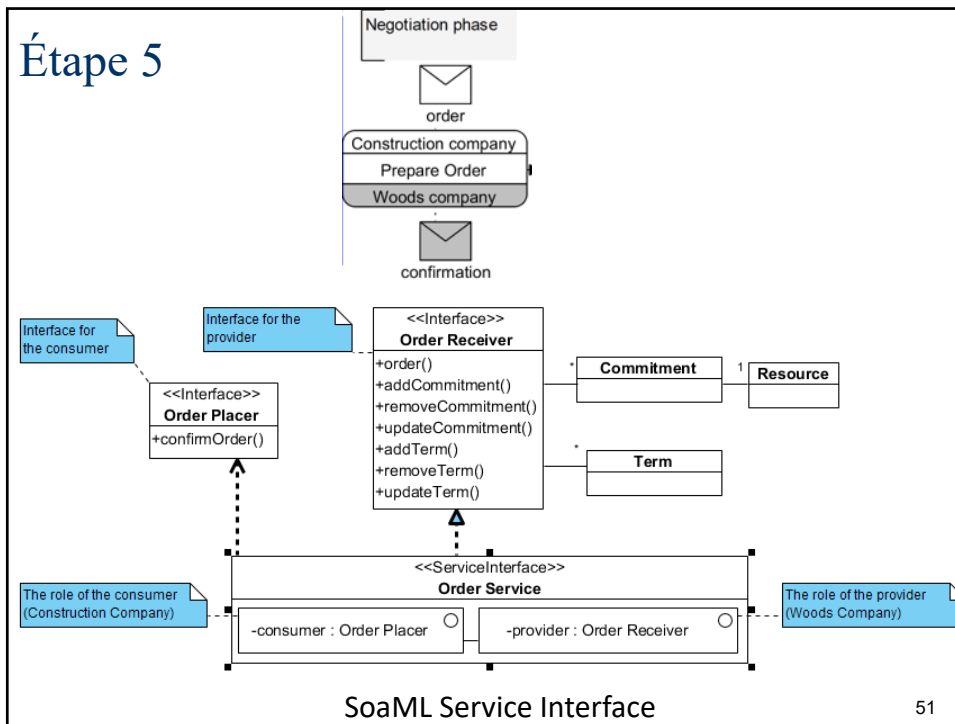 Étape 5
Negotiation phase
order
Construction company
Prepare Order
Woods company
confirmation
Interface for
the consumer
Interface for the
provider
<<Interface>>
Order Placer
+confirmOrder()
<<Interface>>
Order Receiver
+order()
+addCommitment()
+removeCommitment()
+updateCommitment()
+addTerm()
+removeTerm()
+updateTerm()
*
Commitment
1
Resource
*
Term
<<ServiceInterface>>
Order Service
-consumer : Order Placer
-provider : Order Receiver
The role of the consumer
(Construction Company)
The role of the provider
(Woods Company)
SoaML Service Interface
51